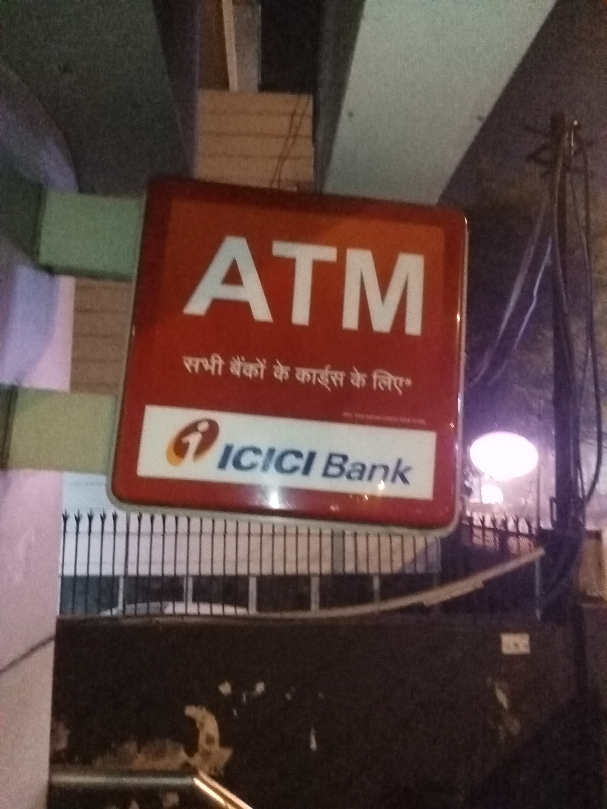 ATM
सभी बैंकों के कार्ड्स के लिए*
i ICICI Bank